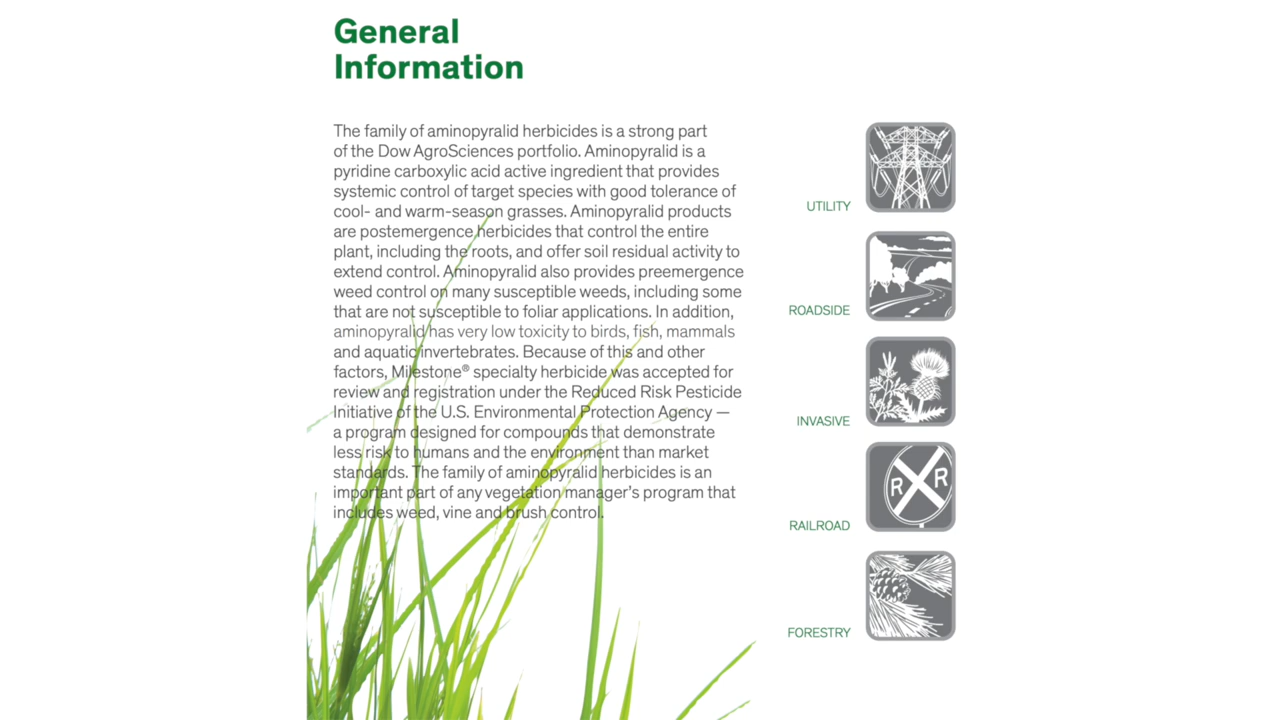 General
Information
The family of aminopyralid herbicides is a strong part
of the Dow AgroSciences portfolio. Aminopyralid is a
pyridine carboxylic acid active ingredient that provides
systemic control of target species with good tolerance of
cool- and warm-season grasses. Aminopyralid products
are postemergence herbicides that control the entire
plant, including the roots, and offer soil residual activity to
extend control. Aminopyralid also provides preemergence
weed control on many susceptible weeds, including some
that are not susceptible to foliar applications. In addition,
aminopyralid has very low toxicity to birds, fish, mammals
and aquatic invertebrates. Because of this and other
factors, Milestone® specialty herbicide was accepted for
review and registration under the Reduced Risk Pesticide
Initiative of the U.S. Environmental Protection Agency —
a program designed for compounds that demonstrate
less risk to humans and the environment than market
standards. The family of aminopyralid herbicides is an
important part of any vegetation manager's program that
includes weed, vine and brush control.
UTILITY
ROADSIDE
INVASIVE
R R
RAILROAD
FORESTRY